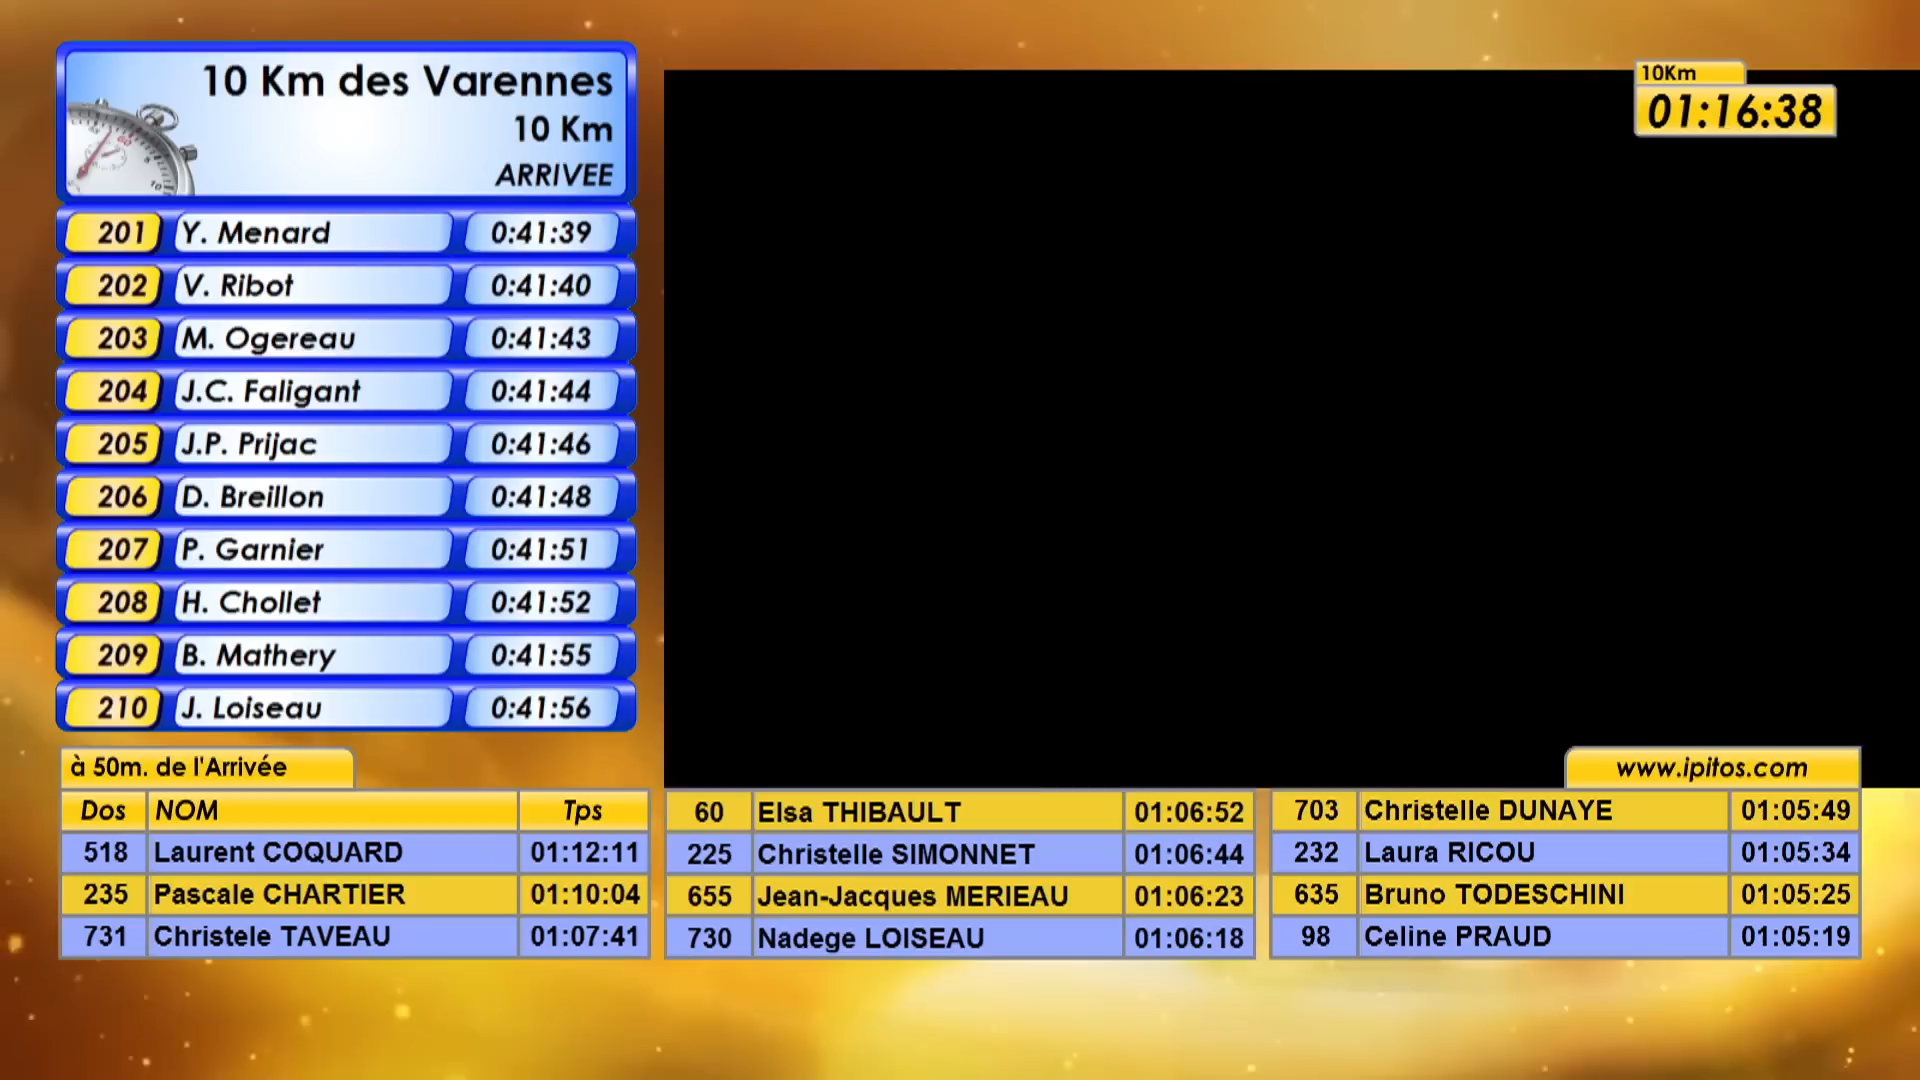 10 Km des Varennes
10 Km
ARRIVEE
201 Y. Menard 0:41:39
202 V. Ribot 0:41:40
203 M. Ogereau 0:41:43
204 J.C. Faligant 0:41:44
205 J.P. Prijac 0:41:46
206 D. Breillon 0:41:48
207 P. Garnier 0:41:51
208 H. Chollet 0:41:52
209 B. Mathery 0:41:55
210 J. Loiseau 0:41:56
10Km
01:16:38
à 50m. de l'Arrivée
Dos NOM Tps
518 Laurent COQUARD 01:12:11
235 Pascale CHARTIER 01:10:04
731 Christele TAVEAU 01:07:41
60 Elsa THIBAULT 01:06:52
225 Christelle SIMONNET 01:06:44
655 Jean-Jacques MERIEAU 01:06:23
730 Nadege LOISEAU 01:06:18
www.ipitos.com
703 Christelle DUNAYE 01:05:49
232 Laura RICOU 01:05:34
635 Bruno TODESCHINI 01:05:25
98 Celine PRAUD 01:05:19